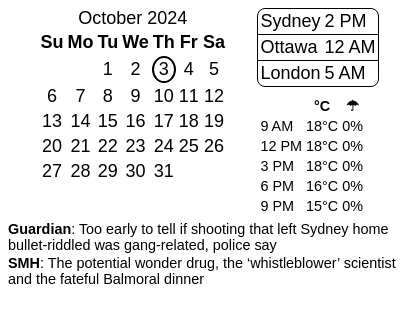 October 2024
Su Mo Tu We Th Fr Sa
1 2 3 4 5
6 7 8 9 10 11 12
13 14 15 16 17 18 19
20 21 22 23 24 25 26
27 28 29 30 31
Sydney 2 PM
Ottawa 12 AM
London 5 AM
°C ☂
9 AM 18°C 0%
12 PM 18°C 0%
3 PM 18°C 0%
6 PM 16°C 0%
9 PM 15°C 0%
Guardian: Too early to tell if shooting that left Sydney home
bullet-riddled was gang-related, police say
SMH: The potential wonder drug, the ‘whistleblower’ scientist
and the fateful Balmoral dinner